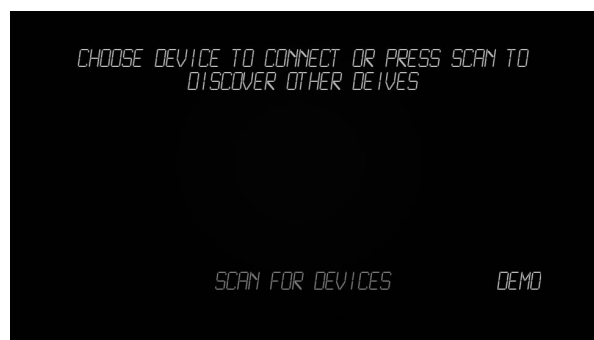 CHOOSE DEVICE TO CONNECT OR PRESS SCAN TO
DISCOVER OTHER DEIVES
SCAN FOR DEVICES
DEMO